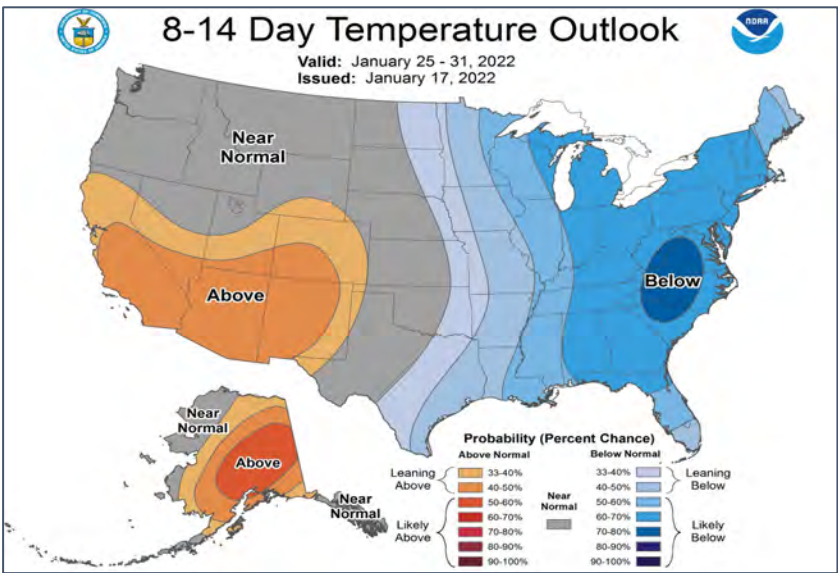 8-14 Day Temperature Outlook
NOAA
Valid: January 25 - 31, 2022
Issued: January 17, 2022
Near
Normal
Above
Below
Near
Normal
Above
Near
Normal
Probability (Percent Chance)
Above Normal
Below Normal
Leaning
Above
33-40%
40-50%
Likely
Above
50-60%
60-70%
70-80%
80-90%
90-100%
Near
Normal
33-40%
40-50%
Leaning
Below
50-60%
60-70%
70-80%
80-90%
90-100%
Likely
Below